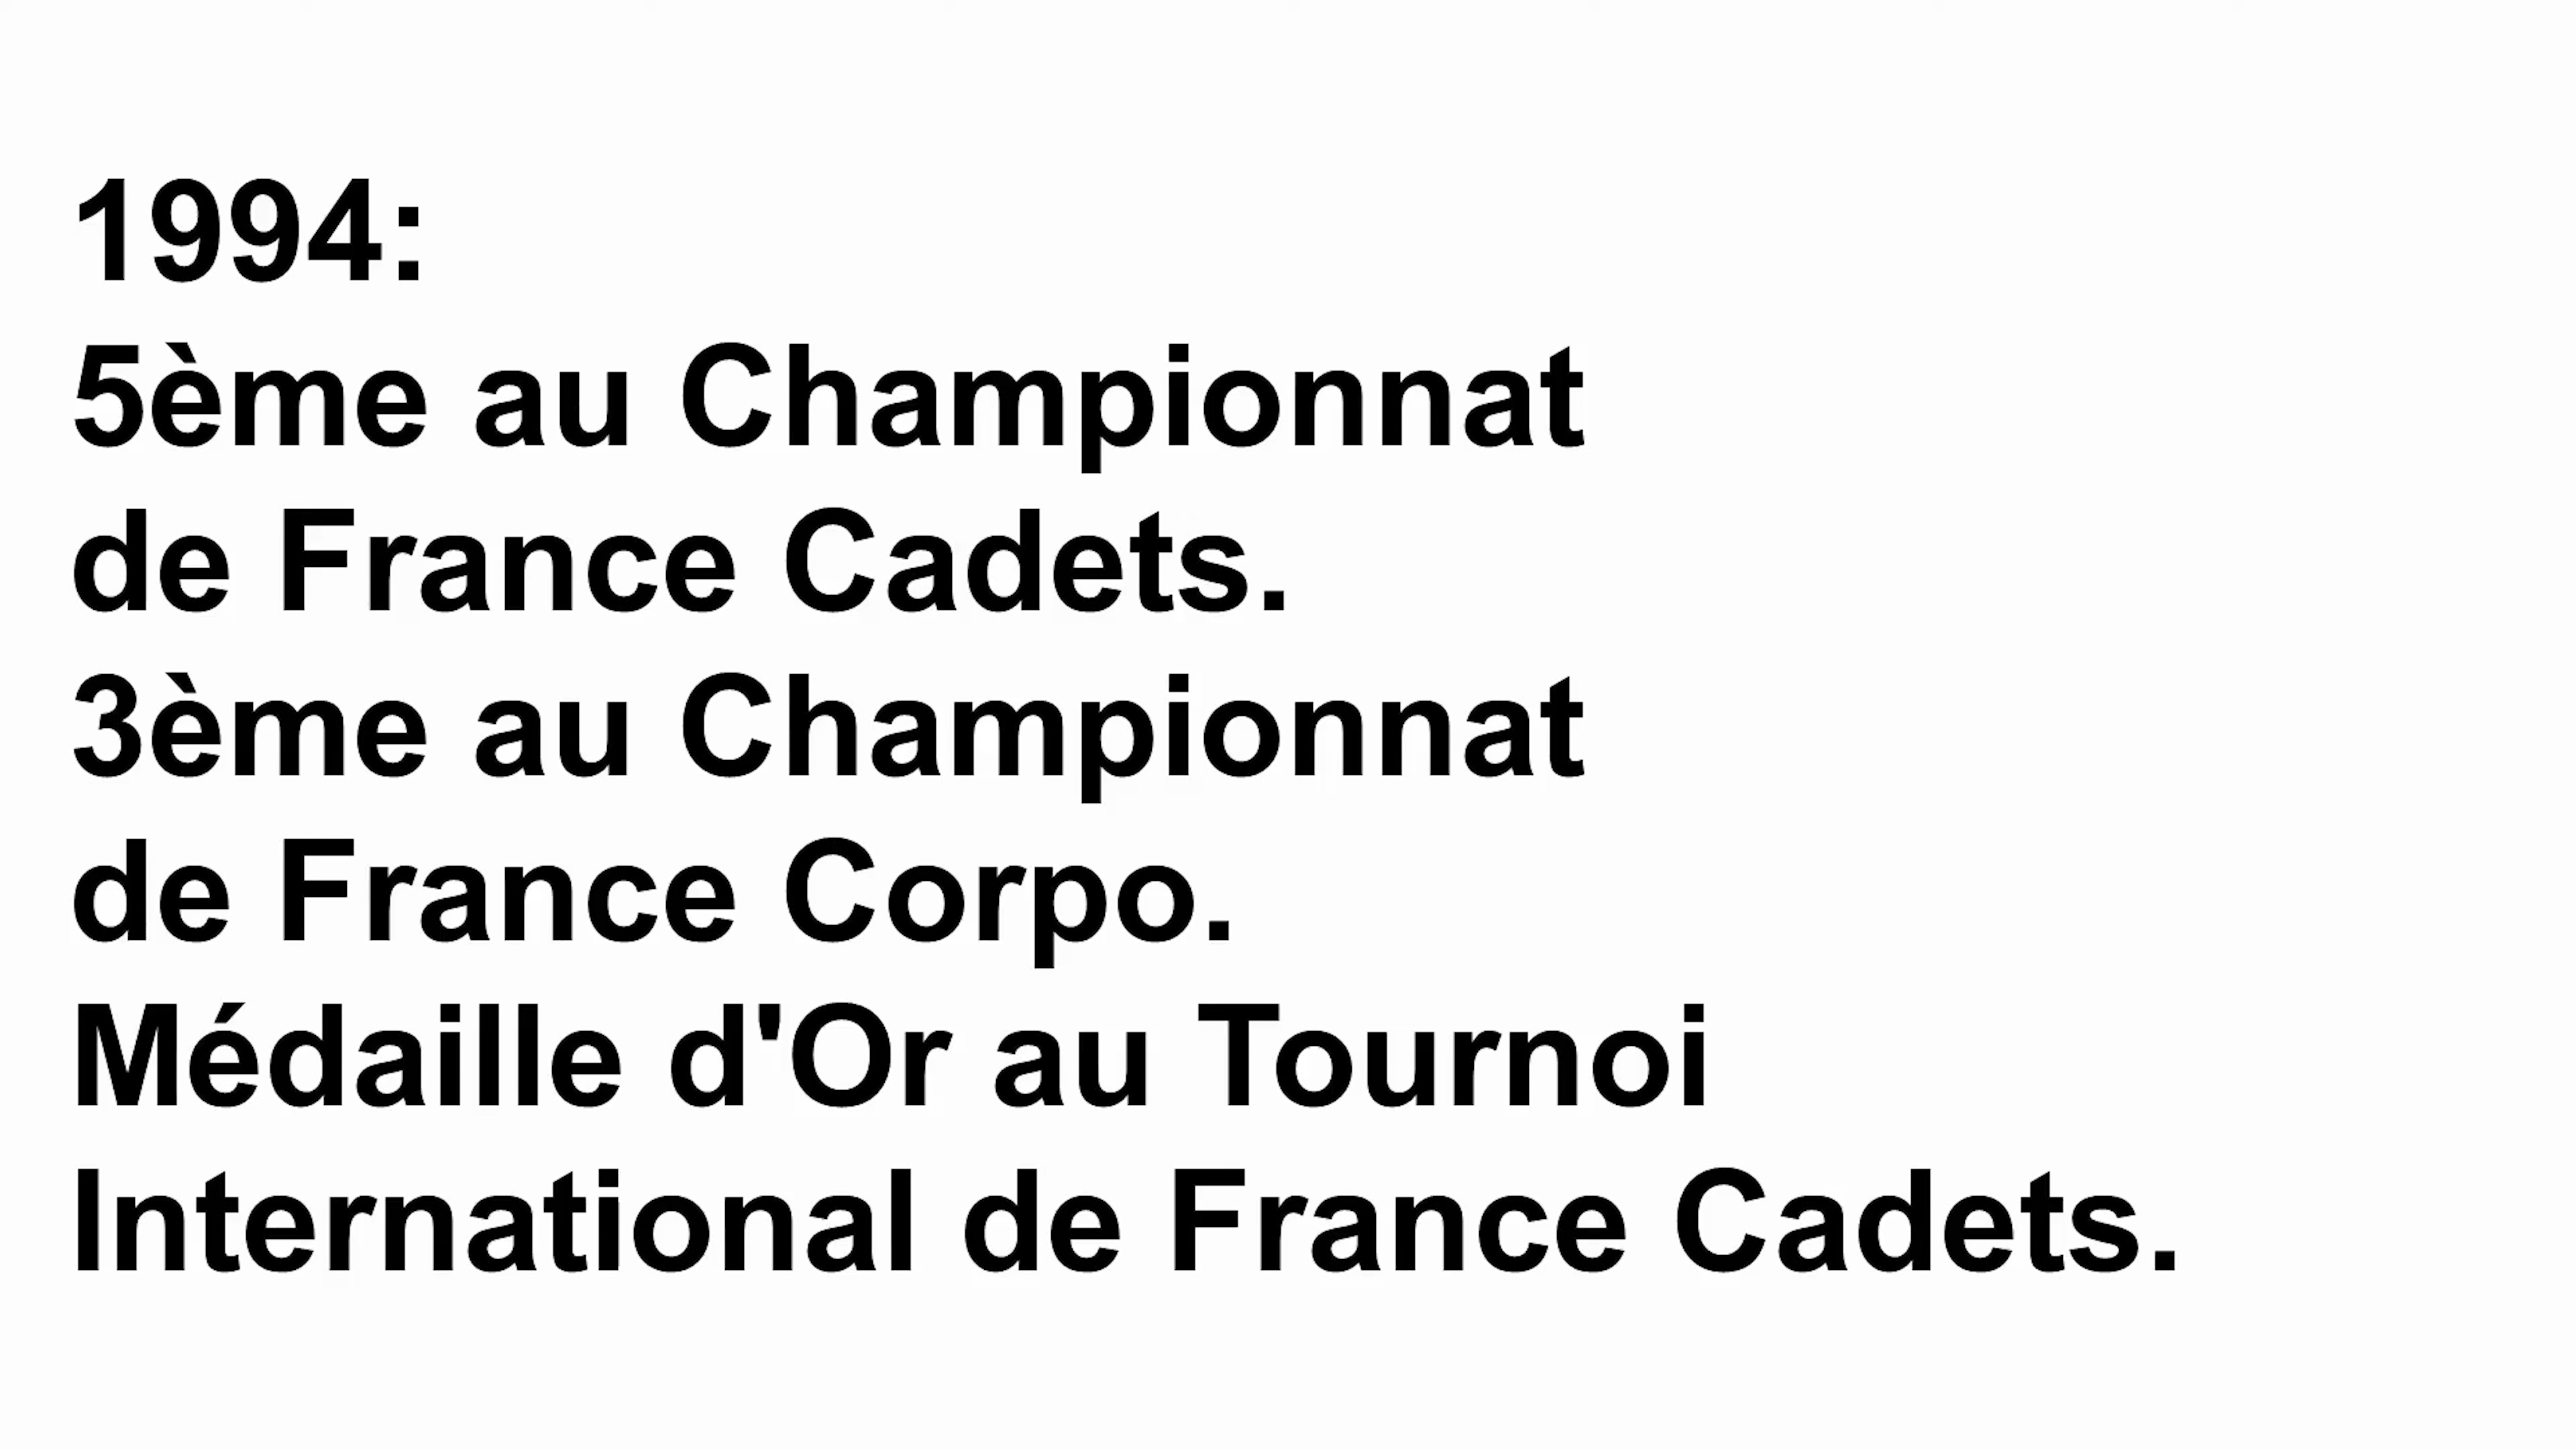 1994:
5ème au Championnat
de France Cadets.
3ème au Championnat
de France Corpo.
Médaille d'Or au Tournoi
International de France Cadets.